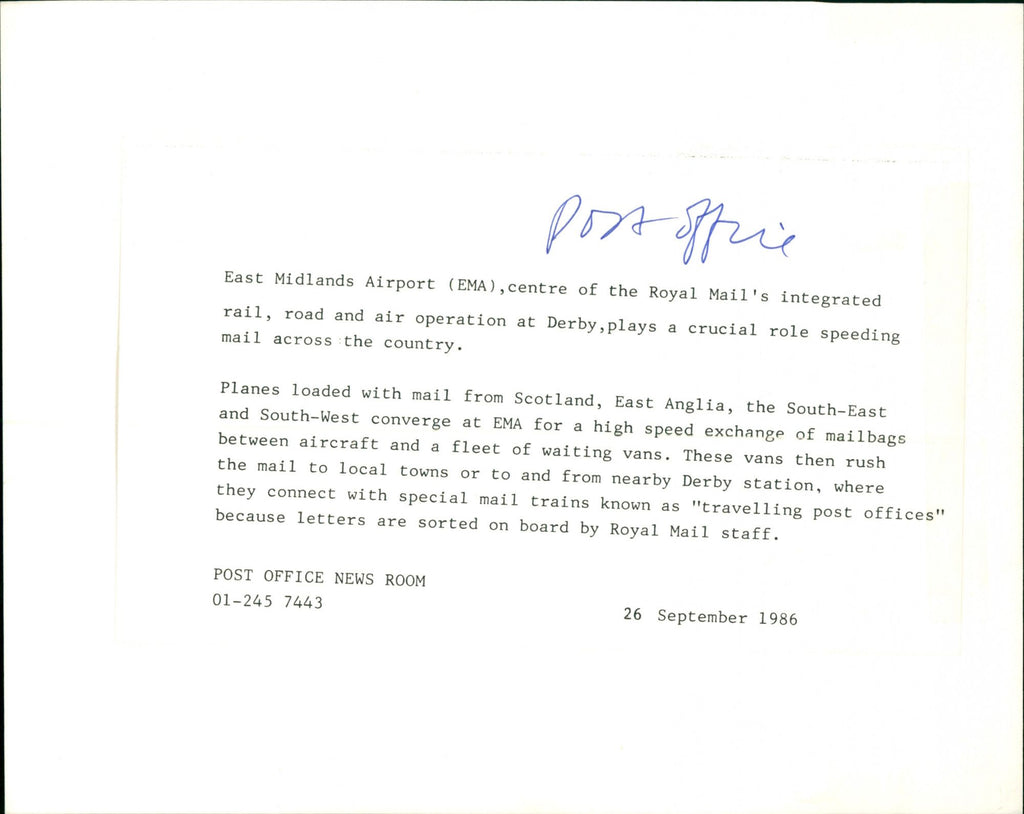 Post Office
East Midlands Airport (EMA),centre of the Royal Mail's integrated
rail, road and air operation at Derby,plays a crucial role speeding
mail across the country.
Planes loaded with mail from Scotland, East Anglia, the South-East
and South-West converge at EMA for a high speed exchange of mailbags
between aircraft and a fleet of waiting vans. These vans then rush
the mail to local towns or to and from nearby Derby station, where
they connect with special mail trains known as "travelling post offices"
because letters are sorted on board by Royal Mail staff.
POST OFFICE NEWS ROOM
01-245 7443
26 September 1986